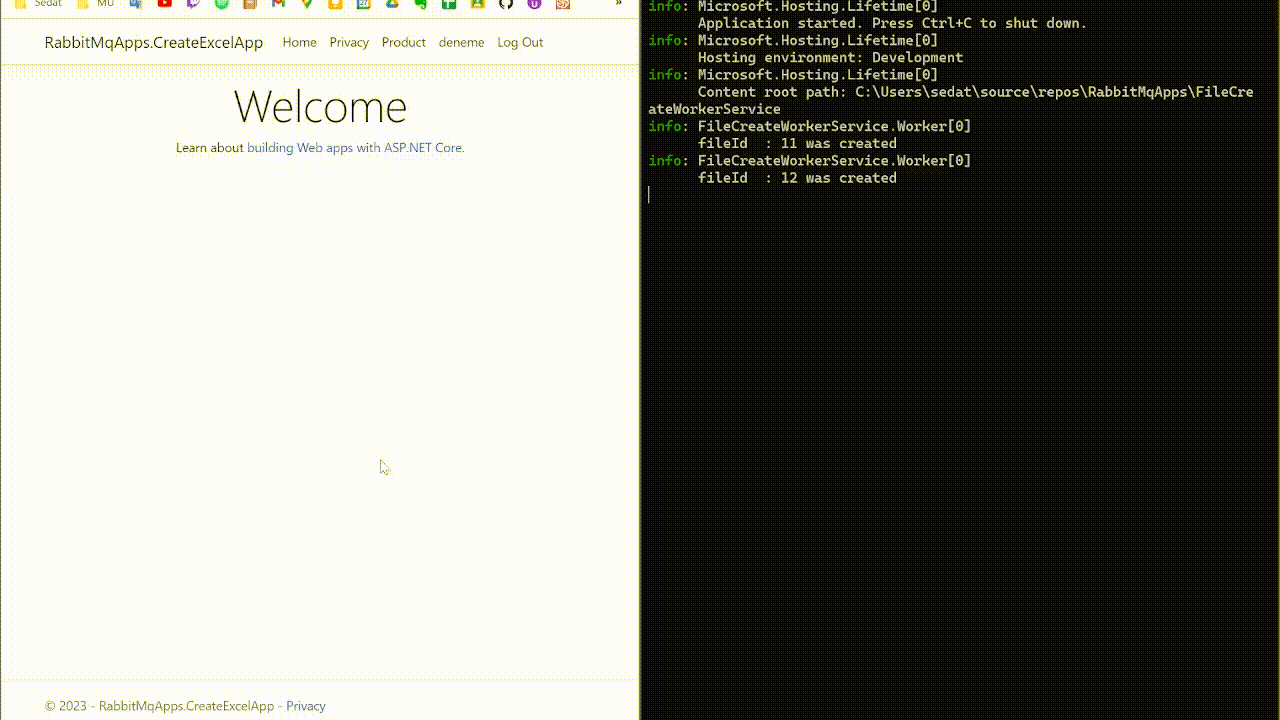 Sedat MÜ »
RabbitMqApps.CreateExcelApp Home Privacy Product deneme Log Out
Welcome
Learn about building Web apps with ASP.NET Core.
© 2023 - RabbitMqApps.CreateExcelApp - Privacy
info: Microsoft.Hosting.Lifetime[0]
Application started. Press Ctrl+C to shut down.
info: Microsoft.Hosting.Lifetime[0]
Hosting environment: Development
info: Microsoft.Hosting.Lifetime[0]
Content root path: C:\Users\sedat\source\repos\RabbitMqApps\FileCre
ateWorkerService
info: FileCreateWorkerService.Worker[0]
fileId  : 11 was created
info: FileCreateWorkerService.Worker[0]
fileId  : 12 was created